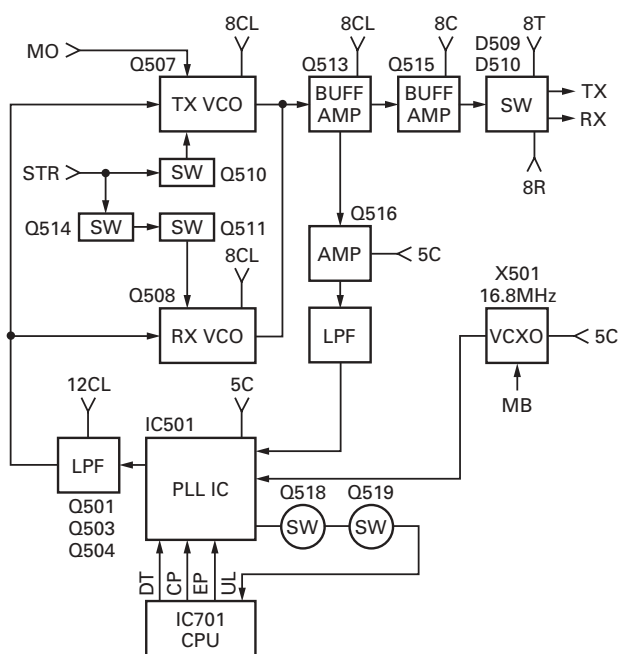 8CL
8CL
8C
D509
8T
MO
Q507
Q513
Q515
D510
TX VCO
BUFF
AMP
BUFF
AMP
SW
TX
RX
STR
SW
Q510
8R
Q514
SW
SW
Q511
Q516
8CL
AMP
5C
X501
16.8MHz
Q508
RX VCO
LPF
VCXO
5C
12CL
5C
MB
IC501
LPF
PLL IC
Q518
Q519
Q501
Q503
Q504
SW
SW
DT
CP
EP
UL
IC701
CPU